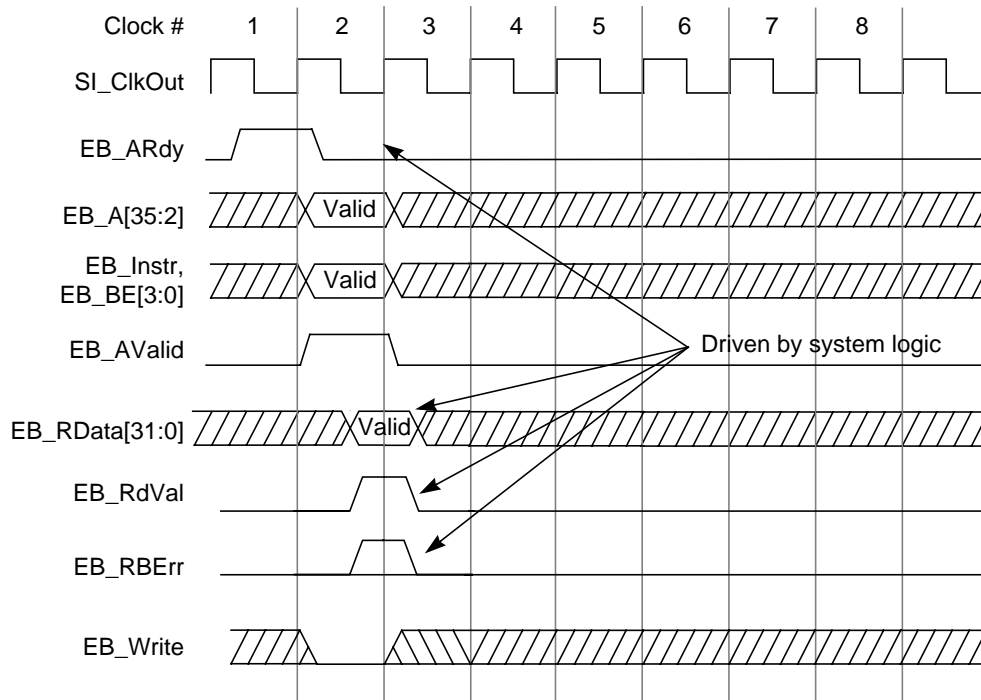 Clock # 1 2 3 4 5 6 7 8
SI_ClkOut
EB_ARdy
EB_A[35:2] Valid
EB_Instr,
EB_BE[3:0] Valid
EB_AValid
Driven by system logic
EB_RData[31:0] Valid
EB_RdVal
EB_RBErr
EB_Write